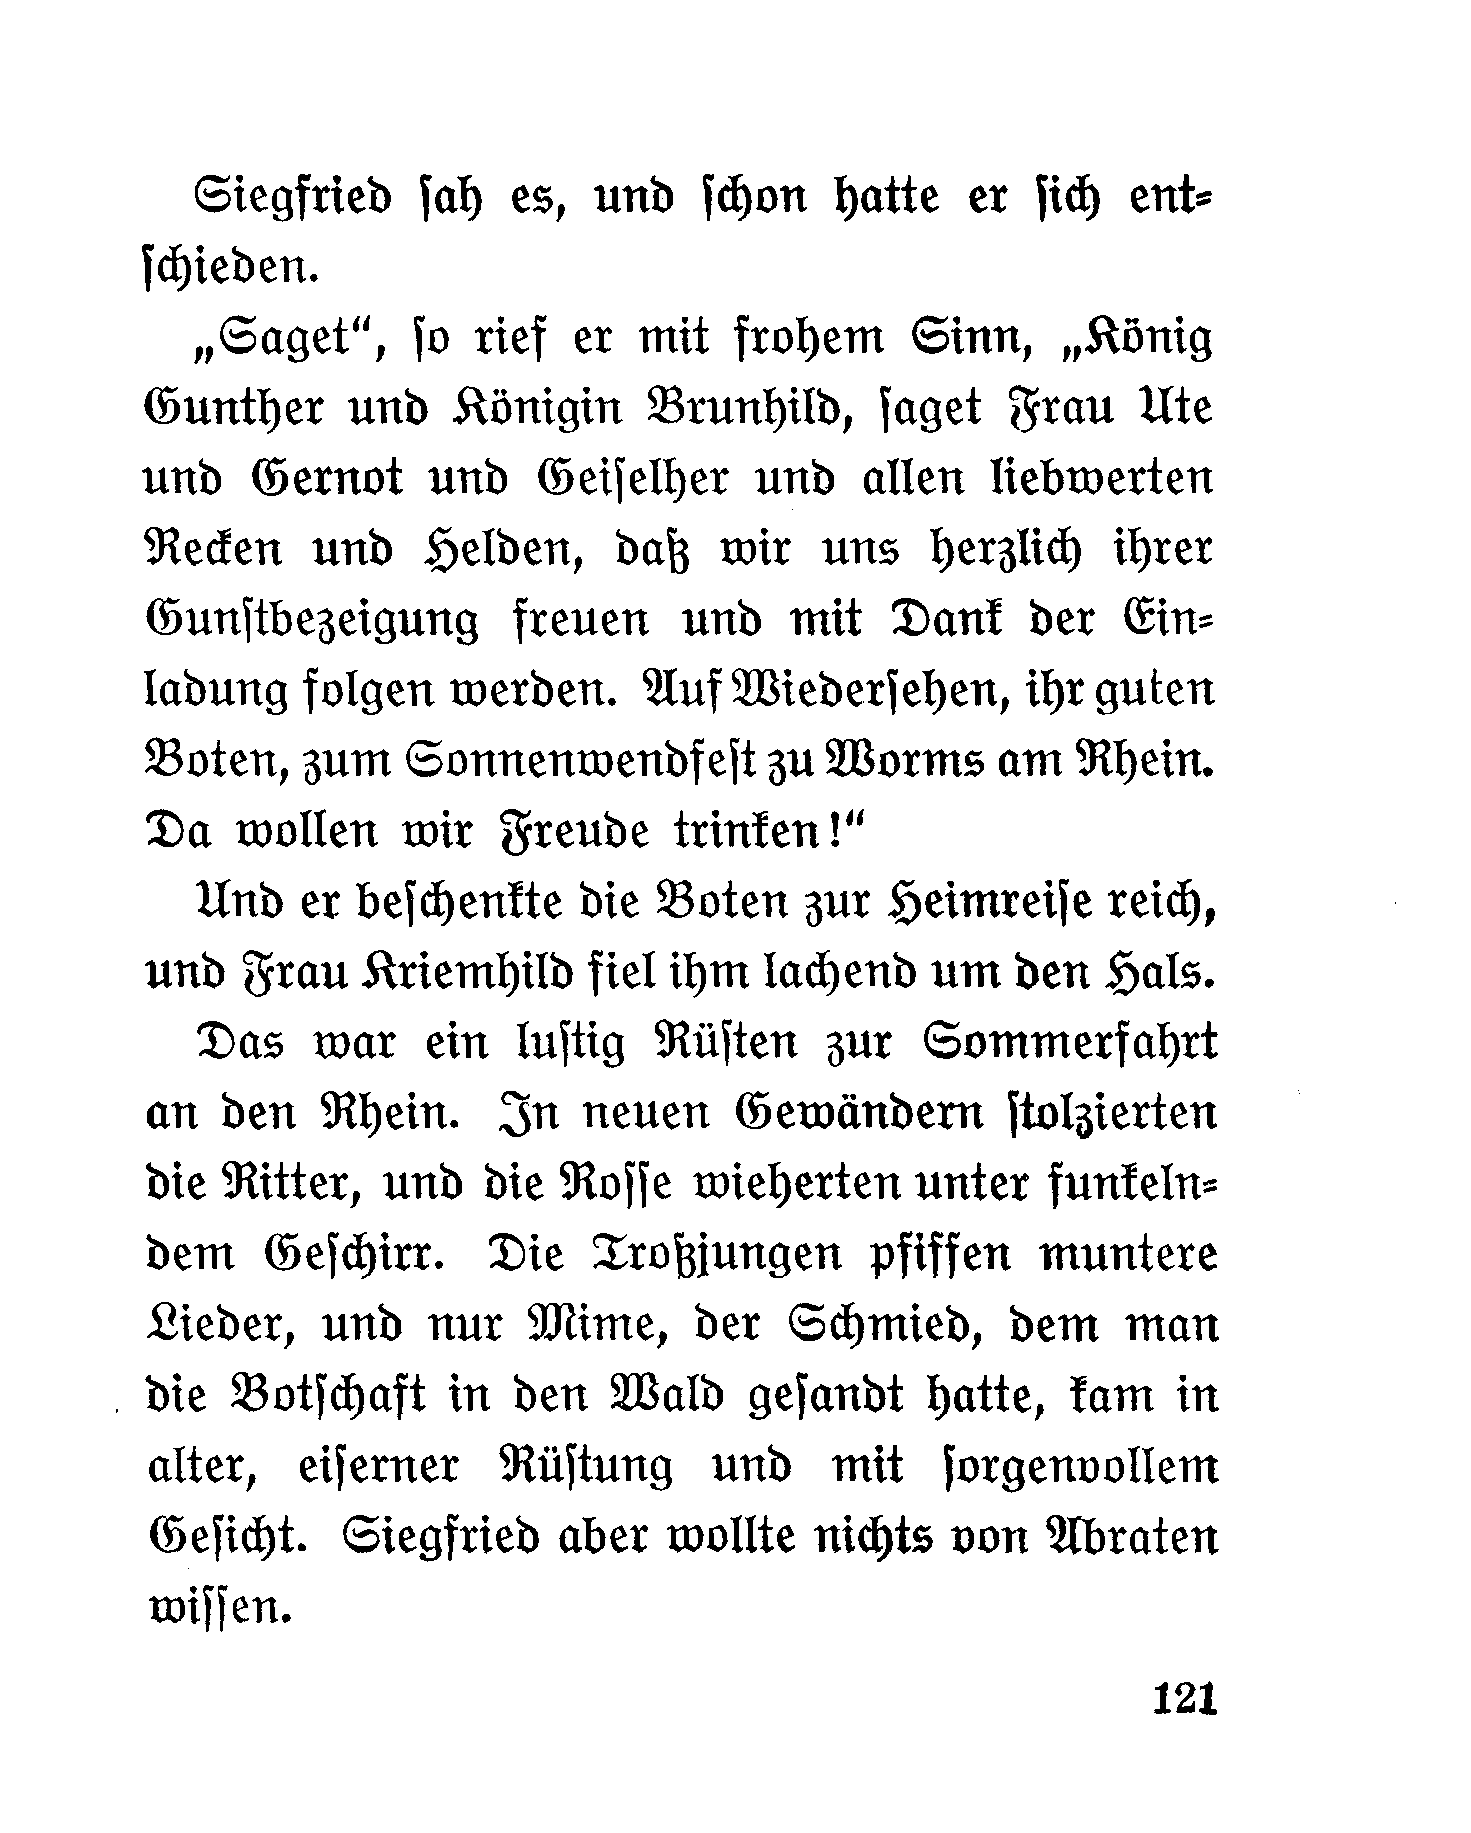 Siegfried ſah es, und ſchon hatte er ſich ent⸗
ſchieden.
„Saget“, ſo rief er mit frohem Sinn, „König
Gunther und Königin Brunhild, ſaget Frau Ute
und Gernot und Geiſelher und allen liebwerten
Recken und Helden, daß wir uns herzlich ihrer
Gunſtbezeigung freuen und mit Dank der Ein⸗
ladung folgen werden. Auf Wiederſehen, ihr guten
Boten, zum Sonnenwendfeſt zu Worms am Rhein.
Da wollen wir Freude trinken!“
Und er beſchenkte die Boten zur Heimreiſe reich,
und Frau Kriemhild fiel ihm lachend um den Hals.
Das war ein luſtig Rüſten zur Sommerfahrt
an den Rhein. In neuen Gewändern ſtolzierten
die Ritter, und die Roſſe wieherten unter funkeln⸗
dem Geſchirr. Die Troßjungen pfiffen muntere
Lieder, und nur Mime, der Schmied, dem man
die Botſchaft in den Wald geſandt hatte, kam in
alter, eiſerner Rüſtung und mit ſorgenvollem
Geſicht. Siegfried aber wollte nichts von Abraten
wiſſen.
121